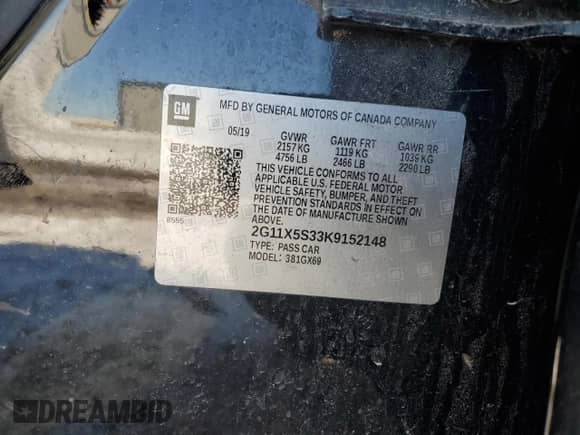 GM
MFD BY GENERAL MOTORS OF CANADA COMPANY
05/19 GVWR GAWR FRT GAWR RR
2157 KG 1119 KG 1039 KG
4756 LB 2466 LB 2290 LB
THIS VEHICLE CONFORMS TO ALL
APPLICABLE U.S. FEDERAL MOTOR
VEHICLE SAFETY, BUMPER, AND THEFT
PREVENTION STANDARDS IN EFFECT ON
THE DATE OF MANUFACTURE SHOWN
ABOVE.
8555
2G11X5S33K9152148
TYPE: PASS CAR
MODEL: 381GX69
DREAMBID